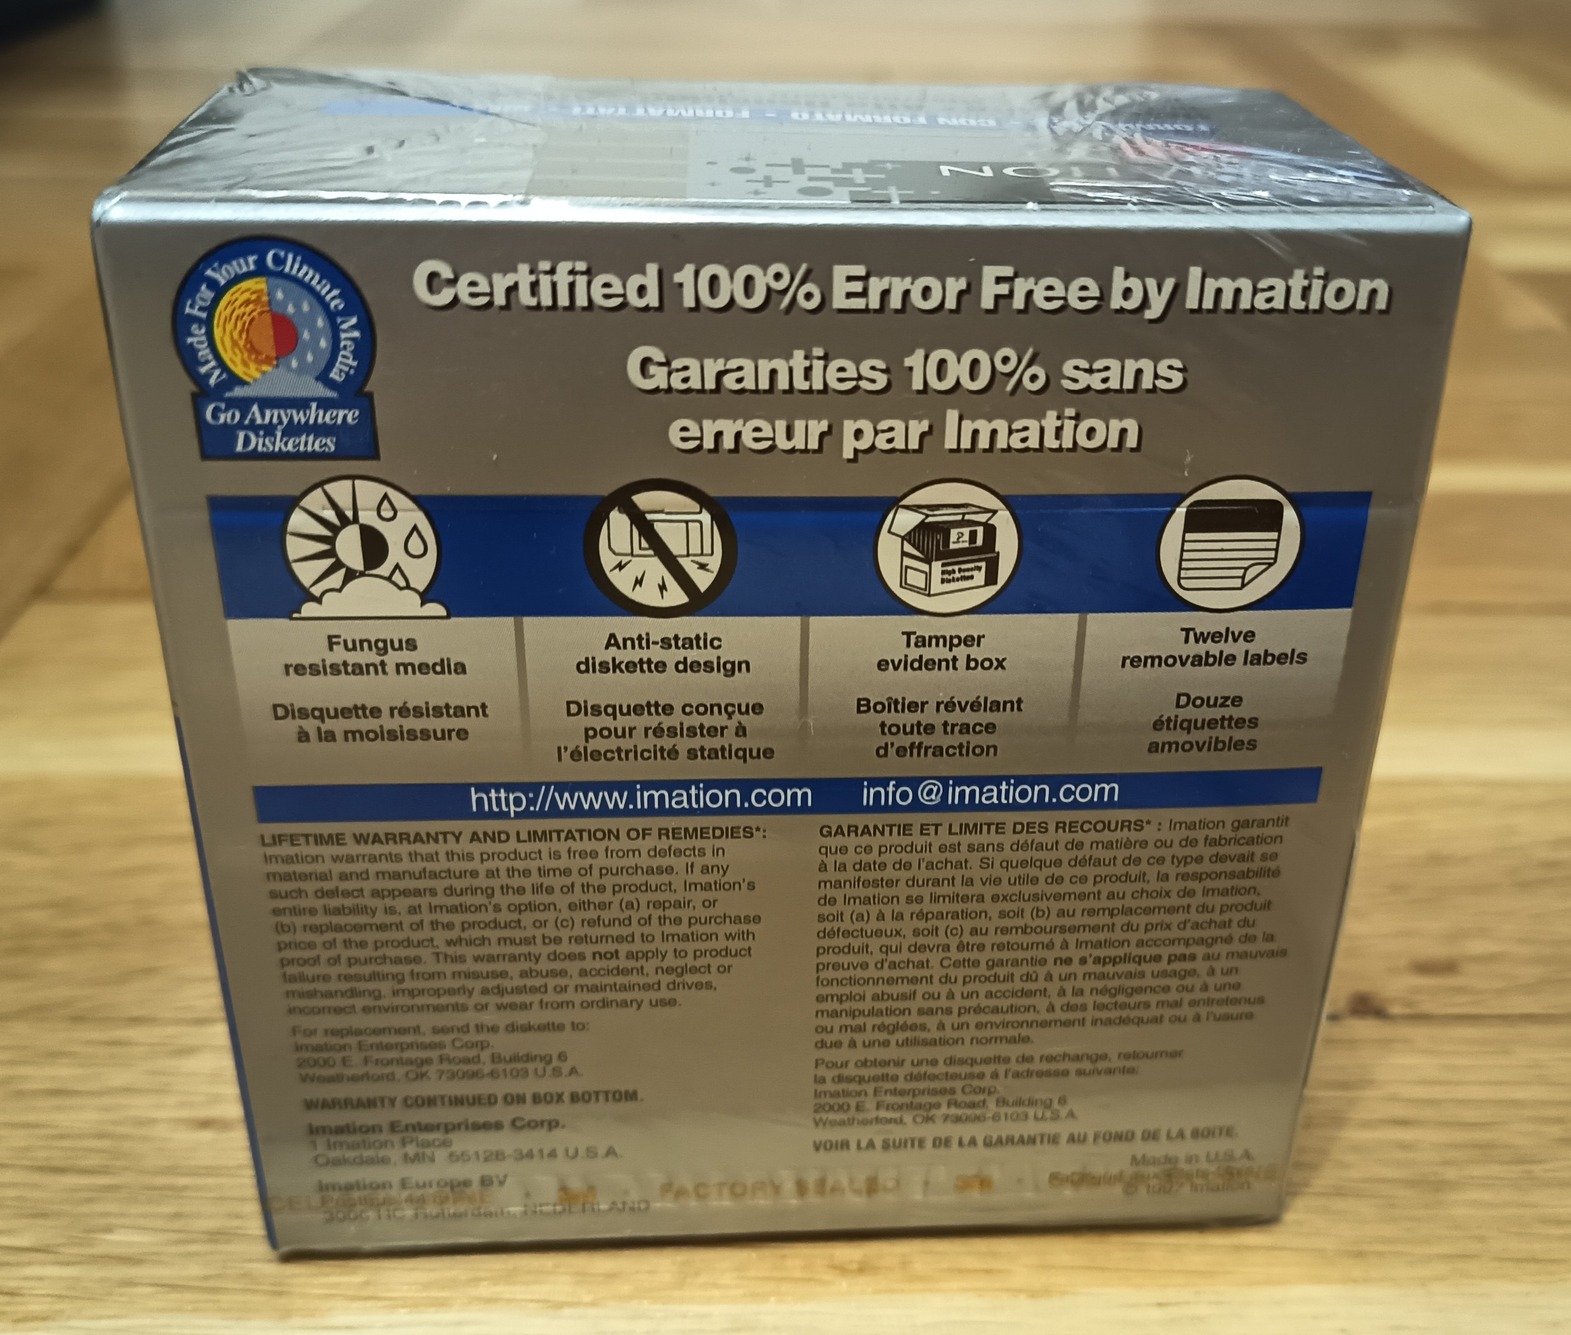 CON FORMATO - FORMATTATI
Made For Your Climate Media
Go Anywhere
Diskettes
Certified 100% Error Free by Imation
Garanties 100% sans
erreur par Imation
High Density
Diskettes
Fungus
resistant media
Disquette résistant
à la moisissure
Anti-static
diskette design
Disquette conçue
pour résister à
l'électricité statique
Tamper
evident box
Boîtier révélant
toute trace
d'effraction
Twelve
removable labels
Douze
étiquettes
amovibles
http://www.imation.com info@imation.com
LIFETIME WARRANTY AND LIMITATION OF REMEDIES*:
Imation warrants that this product is free from defects in
material and manufacture at the time of purchase. If any
such defect appears during the life of the product, Imation's
entire liability is, at Imation's option, either (a) repair, or
(b) replacement of the product, or (c) refund of the purchase
price of the product, which must be returned to Imation with
proof of purchase. This warranty does not apply to product
failure resulting from misuse, abuse, accident, neglect or
mishandling, improperly adjusted or maintained drives,
incorrect environments or wear from ordinary use.
For replacement, send the diskette to:
Imation Enterprises Corp.
2000 E. Frontage Road, Building 6
Weatherford, OK 73096-6103 U.S.A.
WARRANTY CONTINUED ON BOX BOTTOM.
Imation Enterprises Corp.
1 Imation Place
Oakdale, MN 55128-3414 U.S.A.
Imation Europe BV
Rotterdam, NEDERLAND
GARANTIE ET LIMITE DES RECOURS* : Imation garantit
que ce produit est sans défaut de matière ou de fabrication
à la date de l'achat. Si quelque défaut de ce type devait se
manifester durant la vie utile de ce produit, la responsabilité
de Imation se limitera exclusivement au choix de Imation,
soit (a) à la réparation, soit (b) au remplacement du produit
défectueux, soit (c) au remboursement du prix d'achat du
produit, qui devra être retourné à Imation accompagné de la
preuve d'achat. Cette garantie ne s'applique pas au mauvais
fonctionnement du produit dû à un mauvais usage, à un
emploi abusif ou à un accident, à la négligence ou à une
manipulation sans précaution, à des lecteurs mal entretenus
ou mal réglées, à un environnement inadéquat ou à l'usure
due à une utilisation normale.
Pour obtenir une disquette de rechange, retourner
la disquette défecteuse á l'adresse suivante:
Imation Enterprises Corp.
2000 E. Frontage Road, Building 6
Weatherford, OK 73096-6103 U.S.A.
VOIR LA SUITE DE LA GARANTIE AU FOND DE LA BOITE.
Made in U.S.A.
© 1997 Imation
FACTORY SEALED